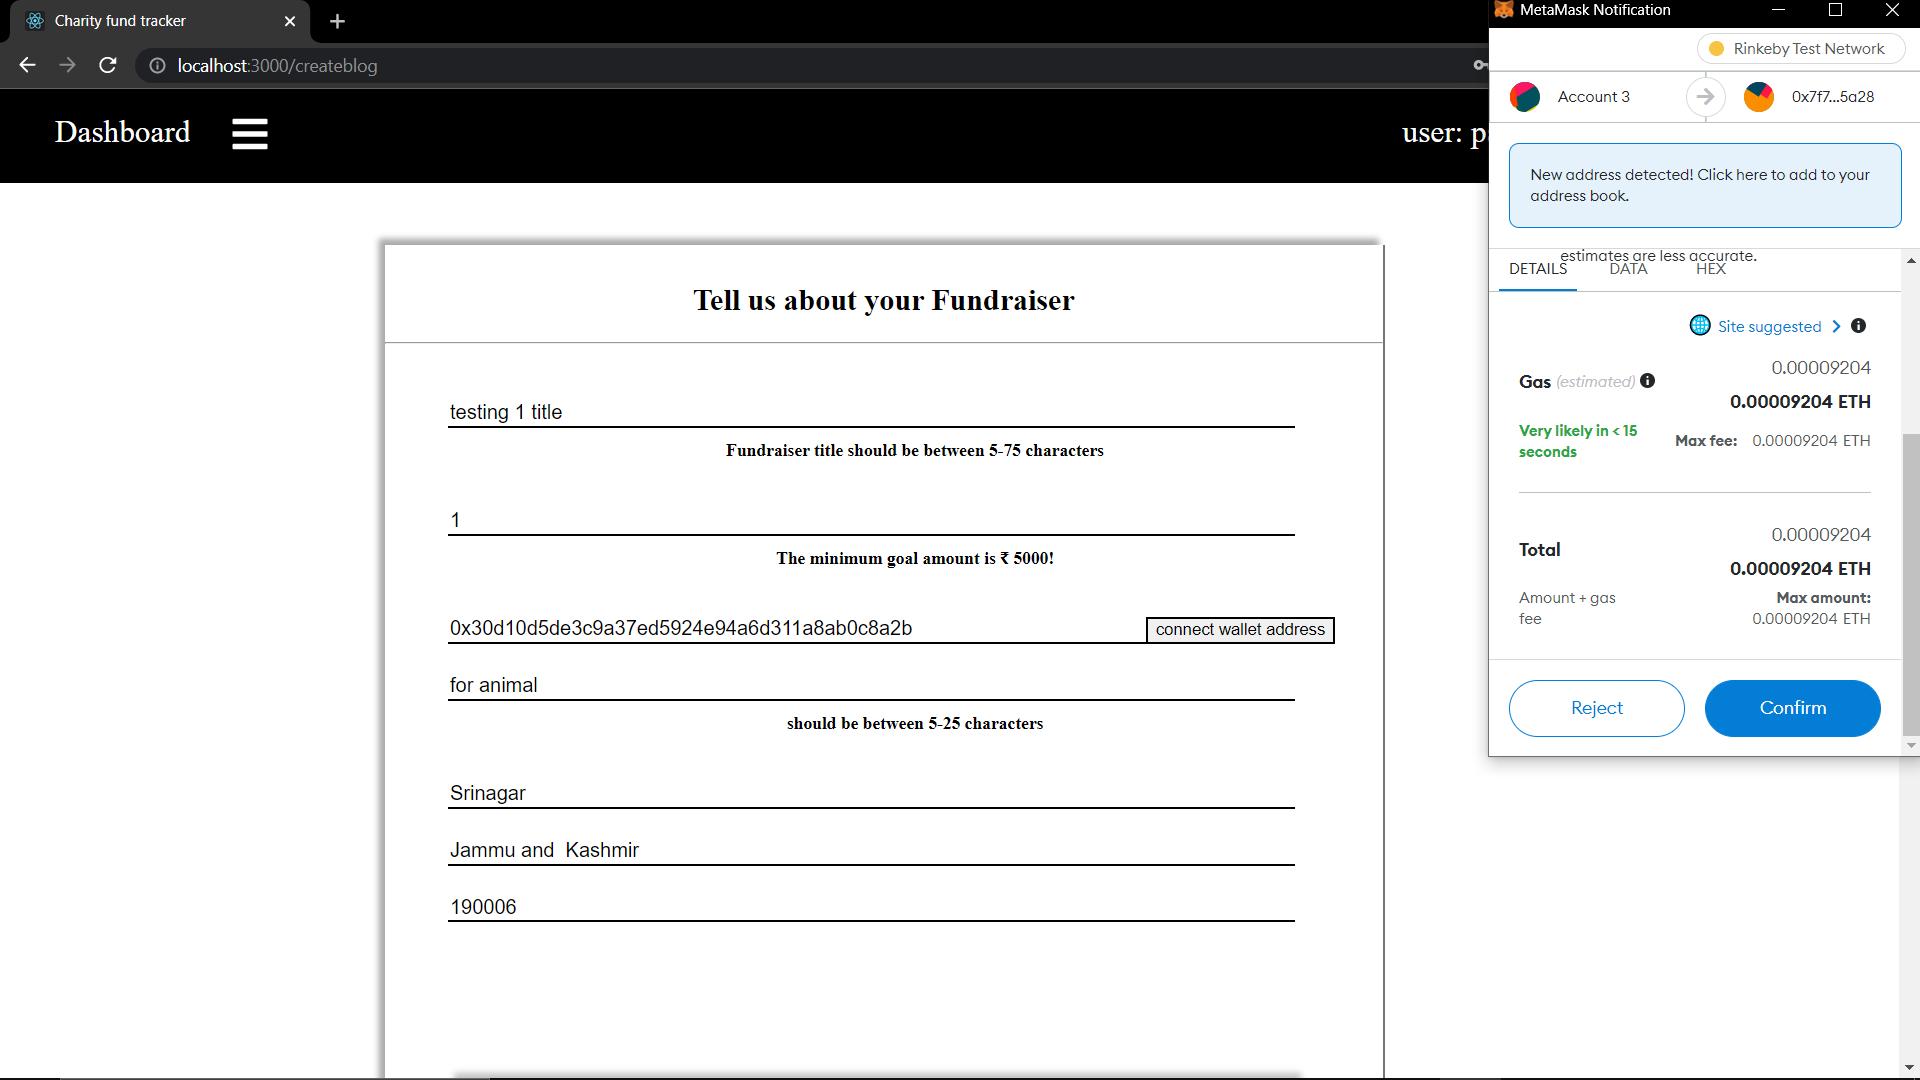 Charity fund tracker
localhost:3000/createblog
Dashboard
user: p
Tell us about your Fundraiser
testing 1 title
Fundraiser title should be between 5-75 characters
1
The minimum goal amount is ₹ 5000!
0x30d10d5de3c9a37ed5924e94a6d311a8ab0c8a2b
connect wallet address
for animal
should be between 5-25 characters
Srinagar
Jammu and  Kashmir
190006
MetaMask Notification
Rinkeby Test Network
Account 3
0x7f7...5a28
New address detected! Click here to add to your
address book.
estimates are less accurate.
DETAILS DATA HEX
Site suggested
0.00009204
Gas (estimated)
0.00009204 ETH
Very likely in < 15
seconds
Max fee: 0.00009204 ETH
0.00009204
Total
0.00009204 ETH
Amount + gas
fee
Max amount:
0.00009204 ETH
Reject
Confirm